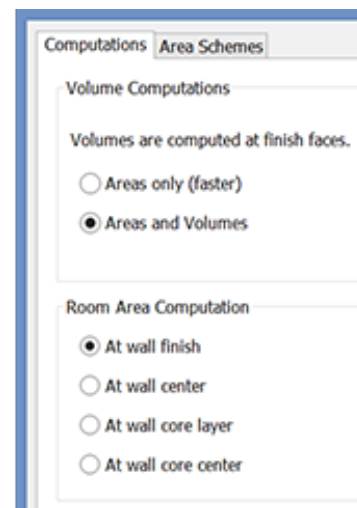 Computations Area Schemes
Volume Computations
Volumes are computed at finish faces.
Areas only (faster)
Areas and Volumes
Room Area Computation
At wall finish
At wall center
At wall core layer
At wall core center